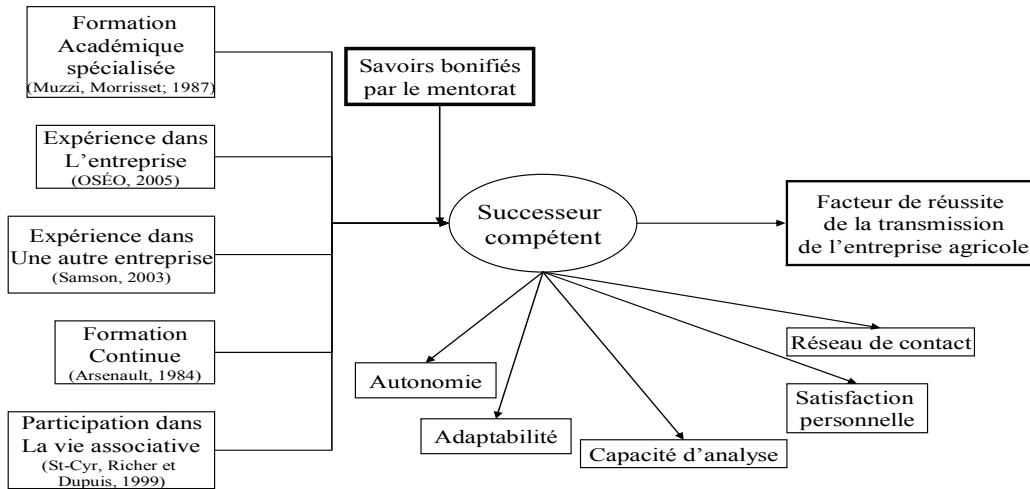 Formation
Académique
spécialisée
(Muzzi, Morrisset; 1987)
Expérience dans
L'entreprise
(OSÉO, 2005)
Expérience dans
Une autre entreprise
(Samson, 2003)
Formation
Continue
(Arsenault, 1984)
Participation dans
La vie associative
(St-Cyr, Richer et
Dupuis, 1999)
Savoirs bonifiés
par le mentorat
Successeur
compétent
Facteur de réussite
de la transmission
de l'entreprise agricole
Autonomie
Adaptabilité
Capacité d'analyse
Satisfaction
personnelle
Réseau de contact